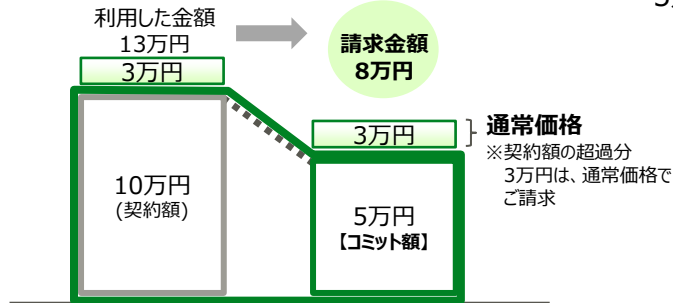 利用した金額
13万円
3万円
請求金額
8万円
3万円
通常価格
※契約額の超過分
3万円は、通常価格で
ご請求
10万円
(契約額)
5万円
【コミット額】